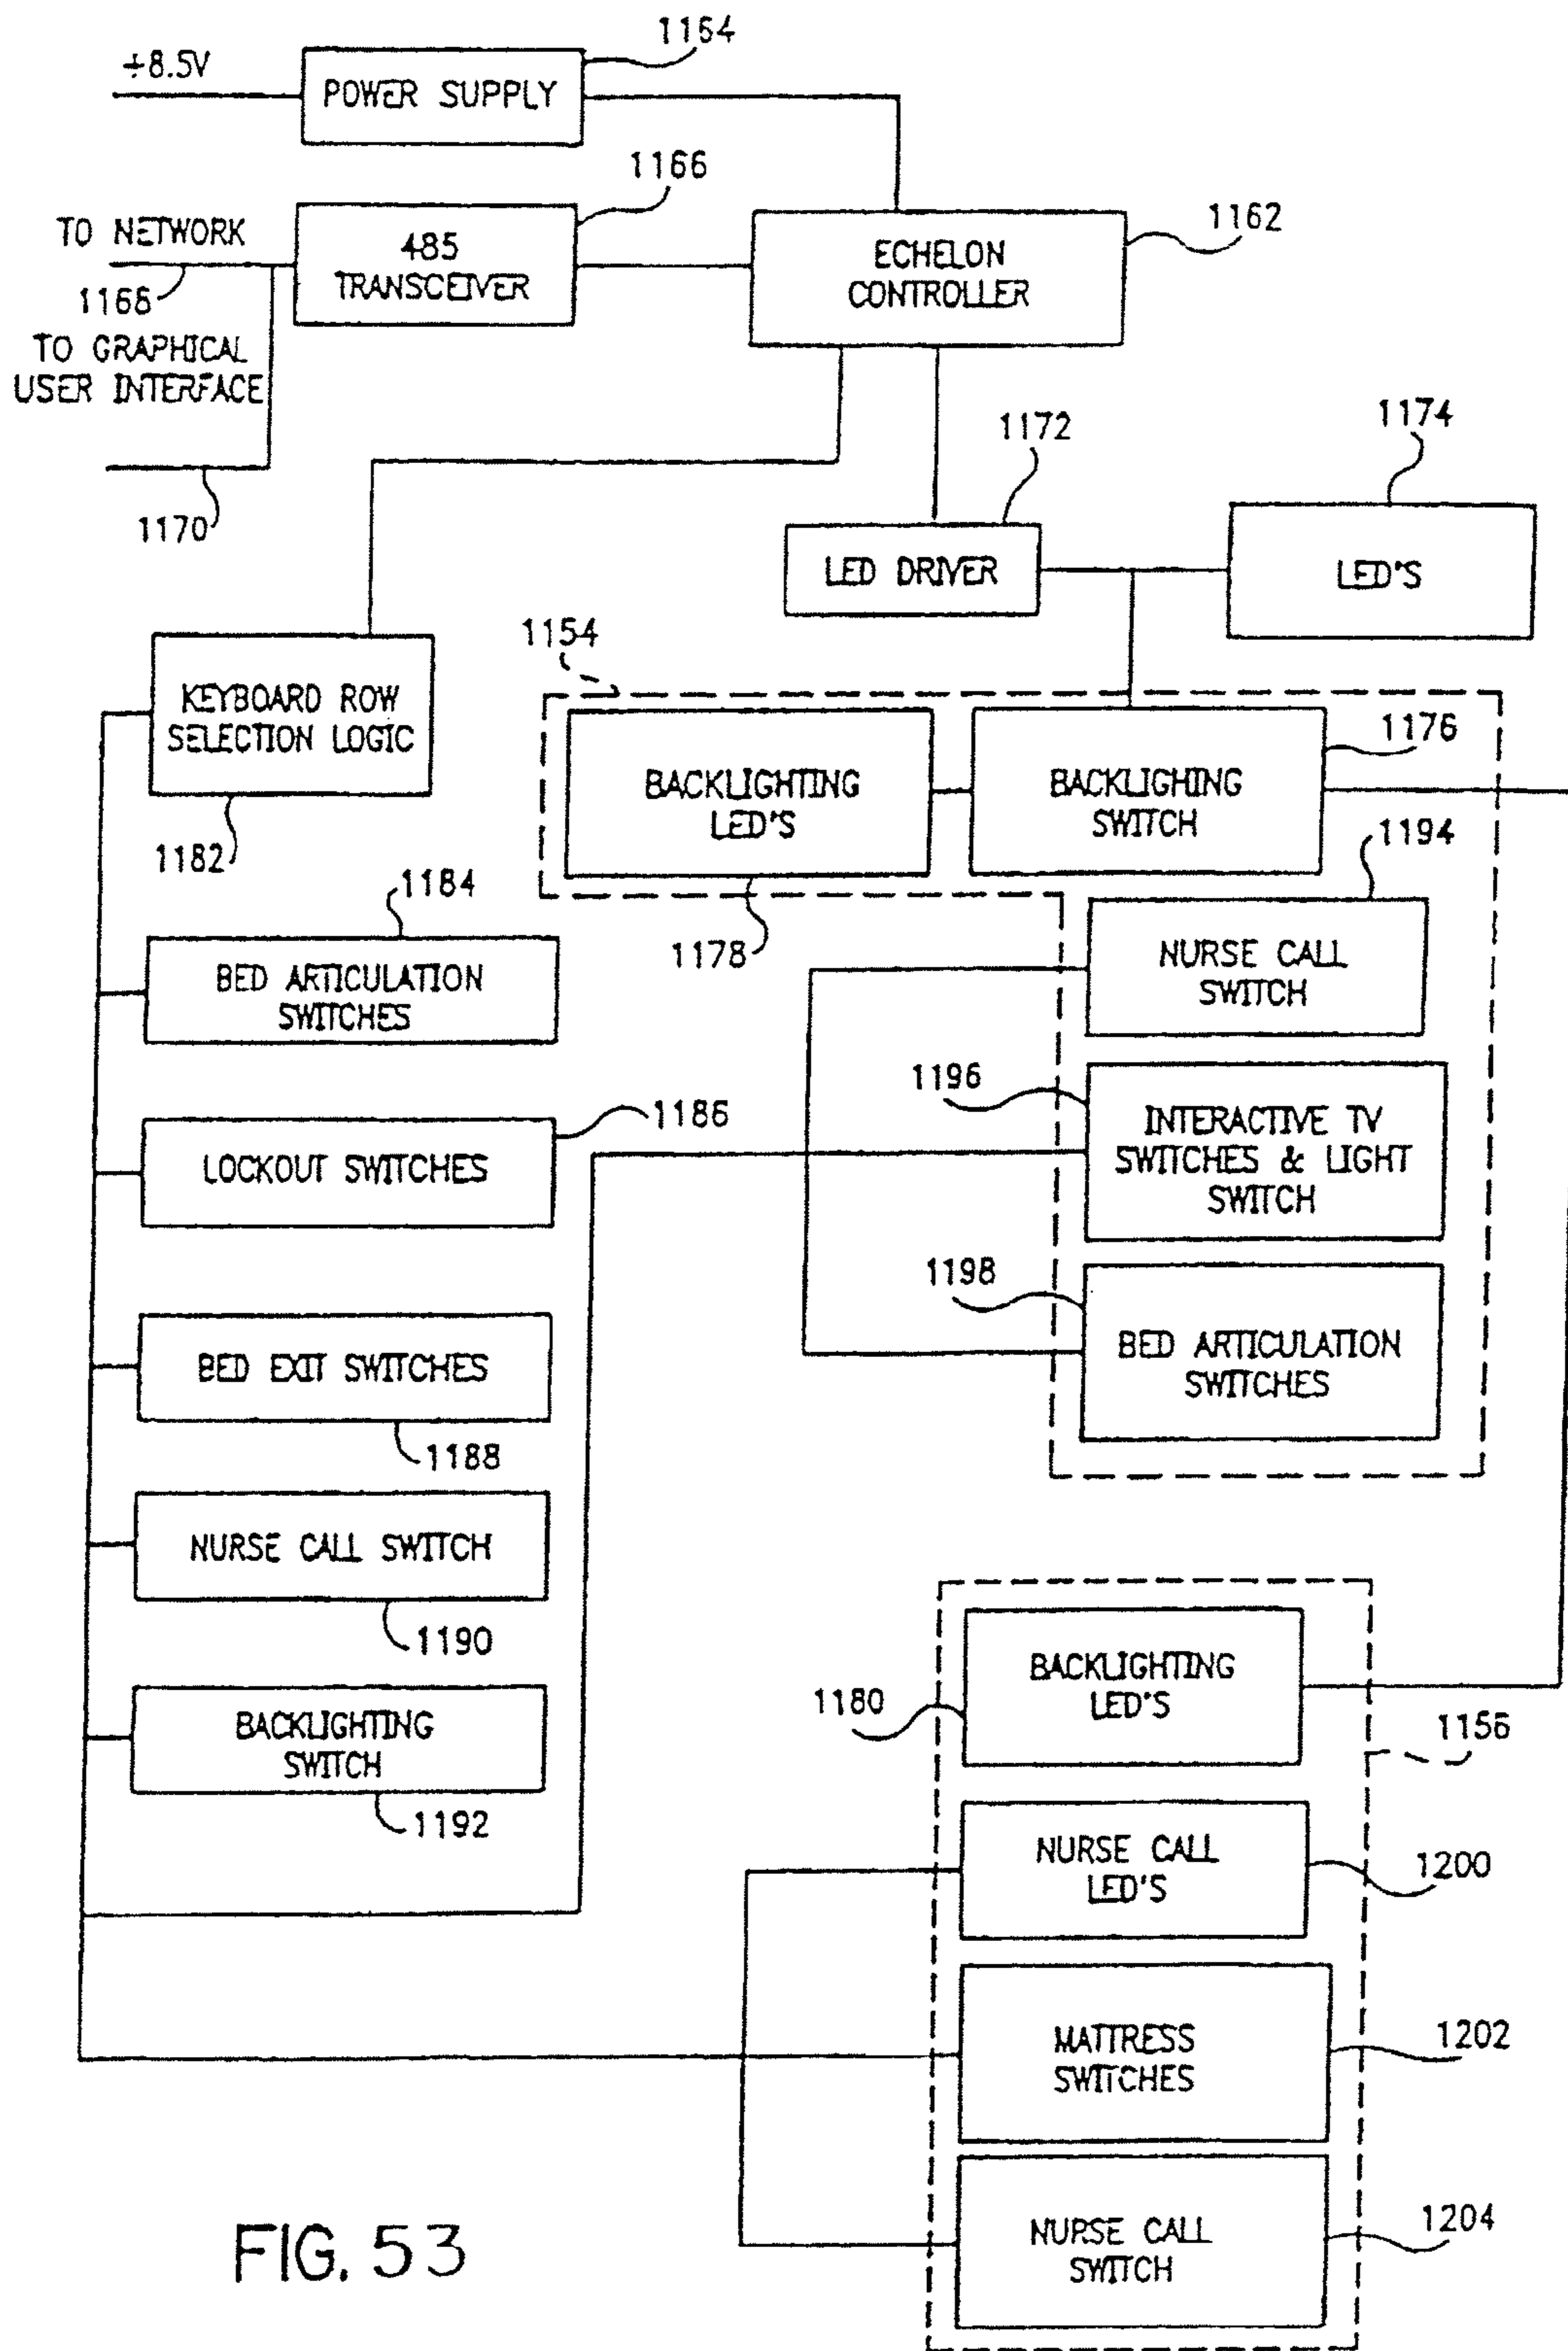 1164
+8.5V
POWER SUPPLY
1166
TO NETWORK
485
TRANSCEIVER
1162
ECHELON
CONTROLLER
1168
TO GRAPHICAL
USER INTERFACE
1170
1172
1174
LED DRIVER
LED'S
1154
KEYBOARD ROW
SELECTION LOGIC
1182
BACKLIGHTING
LED'S
1178
BACKLIGHING
SWITCH
1176
1184
BED ARTICULATION
SWITCHES
1194
NURSE CALL
SWITCH
1186
LOCKOUT SWITCHES
1196
INTERACTIVE TV
SWITCHES & LIGHT
SWITCH
BED EXIT SWITCHES
1188
1198
BED ARTICULATION
SWITCHES
NURSE CALL SWITCH
1190
BACKLIGHTING
SWITCH
1192
BACKLIGHTING
LED'S
1180
1156
NURSE CALL
LED'S
1200
MATTRESS
SWITCHES
1202
NURSE CALL
SWITCH
1204
FIG. 53